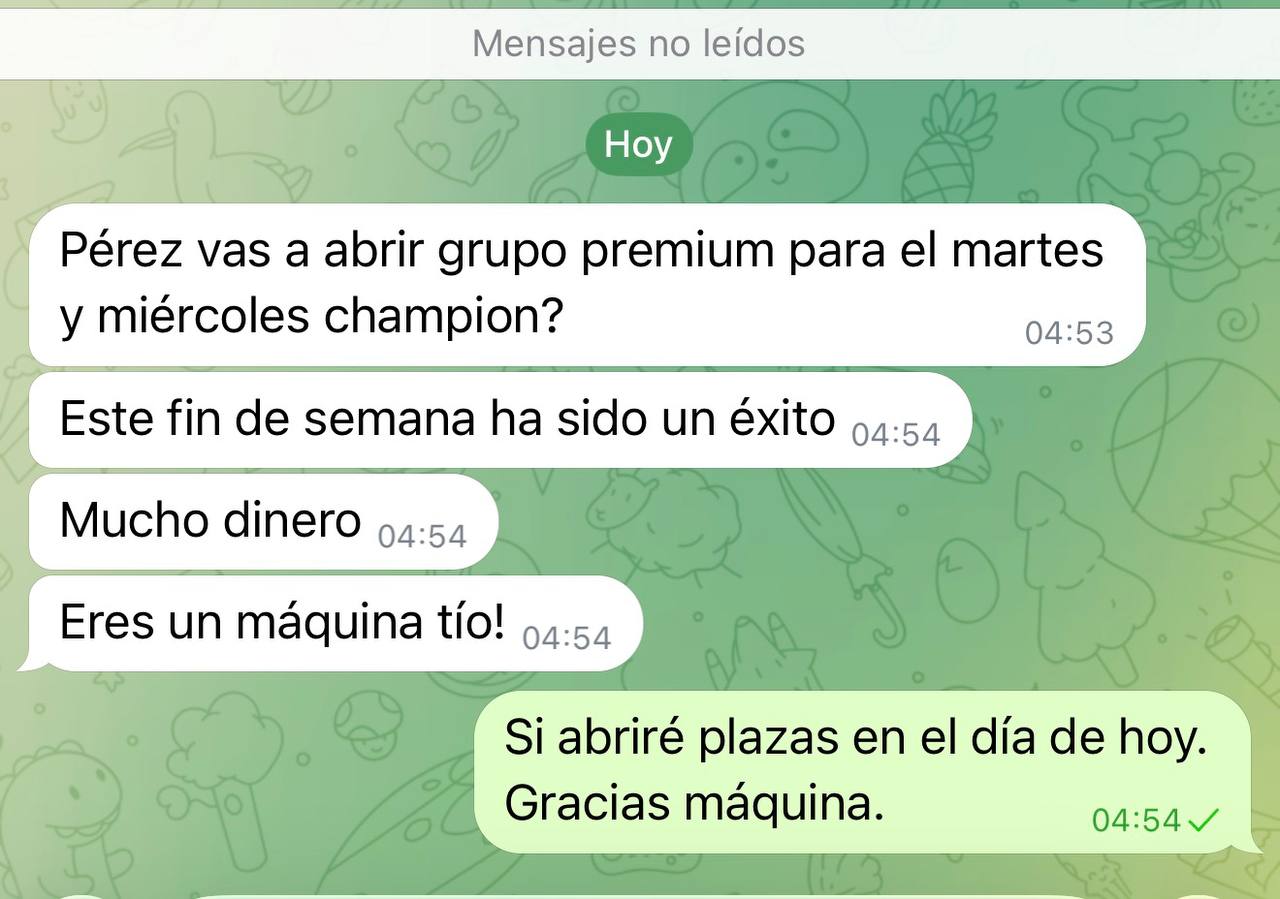 Mensajes no leídos
Hoy
Pérez vas a abrir grupo premium para el martes
y miércoles champion?
04:53
Este fin de semana ha sido un éxito 04:54
Mucho dinero 04:54
Eres un máquina tío! 04:54
Si abriré plazas en el día de hoy.
Gracias máquina.
04:54